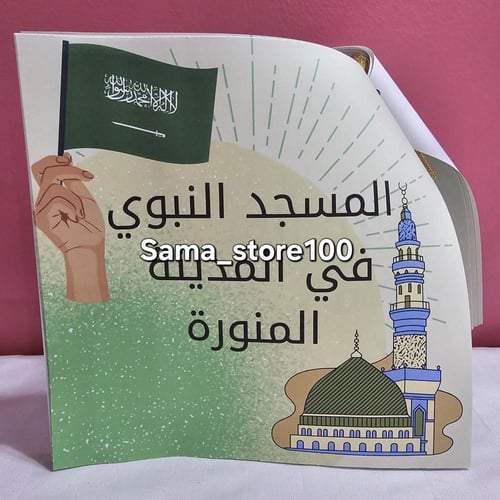 لا إله إلا الله محمد رسول الله
المسجد النبوي
Sama_store100
في المدينة
المنورة